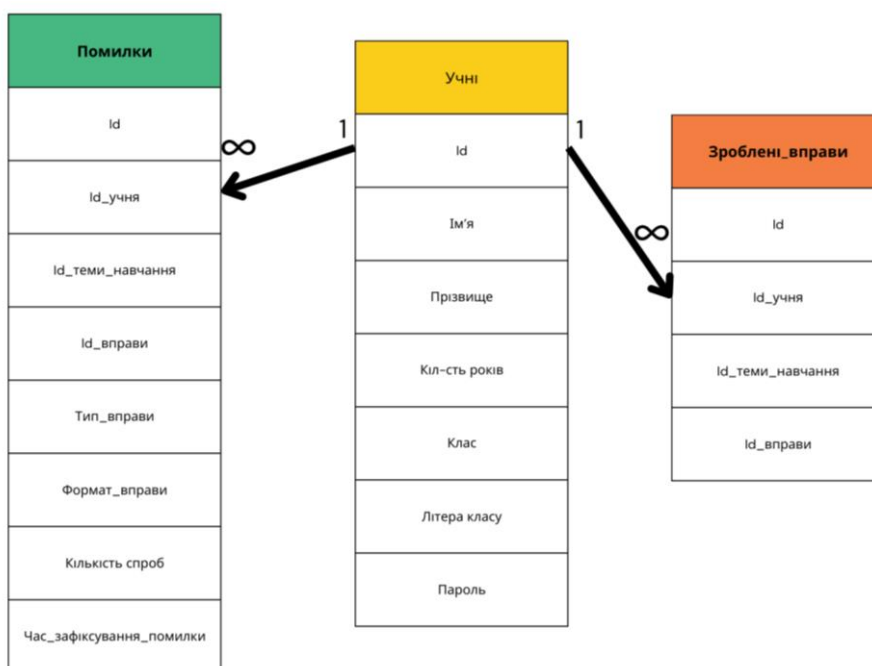 Помилки
Id
Id_учня
Id_теми_навчання
Id_вправи
Тип_вправи
Формат_вправи
Кількість спроб
Час_зафіксування_помилки
∞
1
Учні
Id
Ім'я
Прізвище
Кіл-сть років
Клас
Літера класу
Пароль
1
∞
Зроблені_вправи
Id
Id_учня
Id_теми_навчання
Id_вправи